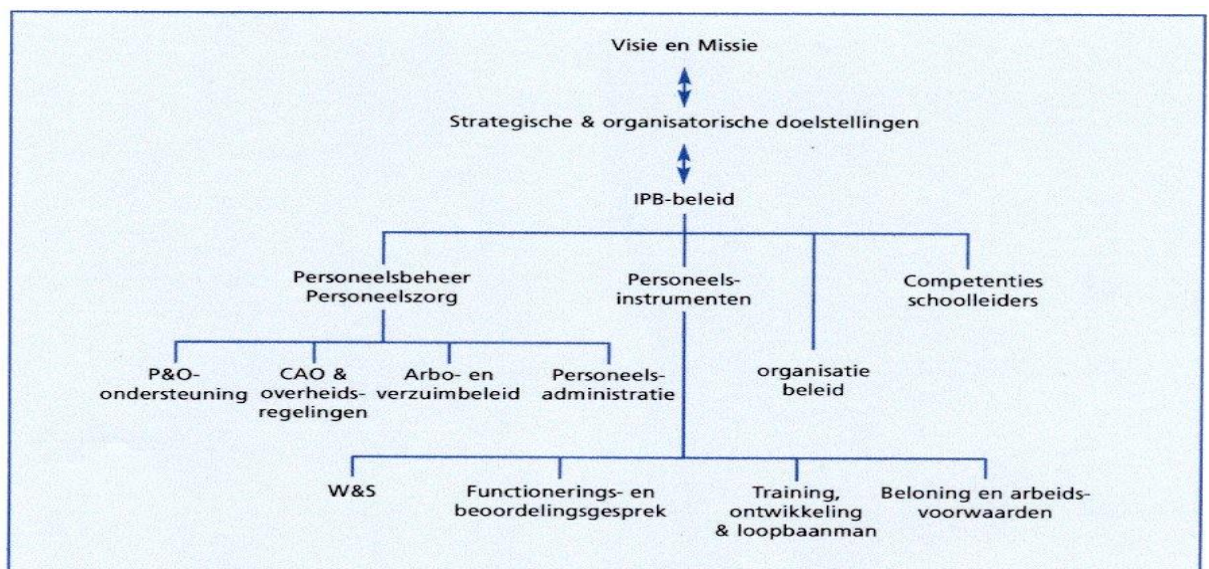 Visie en Missie
Strategische & organisatorische doelstellingen
IPB-beleid
Personeelsbeheer
Personeelszorg
Personeels-
instrumenten
Competenties
schoolleiders
P&O-
ondersteuning
CAO &
overheids-
regelingen
Arbo- en
verzuimbeleid
Personeels-
administratie
organisatie
beleid
W&S
Functionerings- en
beoordelingsgesprek
Training,
ontwikkeling
& loopbaanman
Beloning en arbeids-
voorwaarden